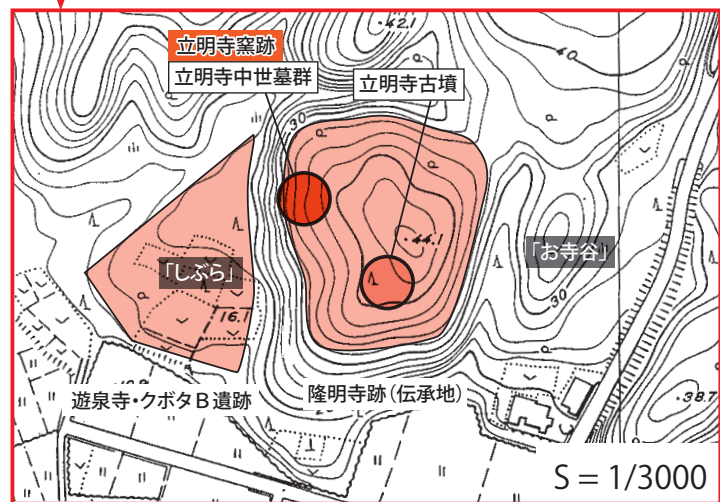 42.1
立明寺窯跡
立明寺中世墓群
立明寺古墳
40
30
44.1
「しぶら」
「お寺谷」
30
16.1
38.7
遊泉寺・クボタB遺跡
隆明寺跡（伝承地）
S = 1/3000